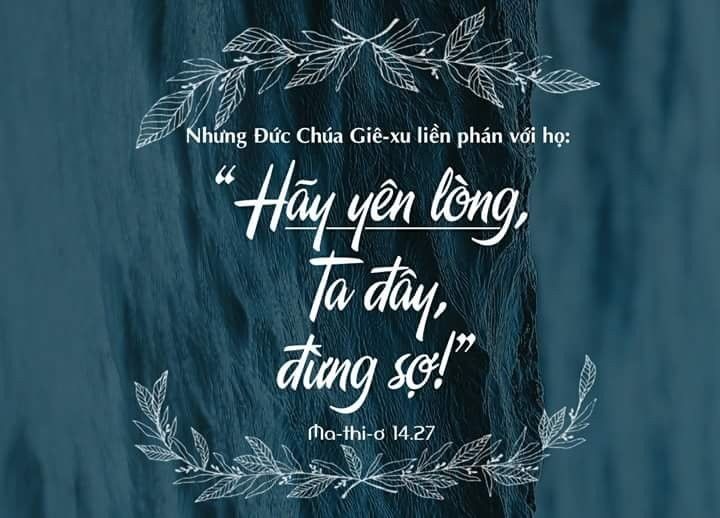 Nhưng Đức Chúa Giê-xu liền phán với họ:
“Hãy yên lòng,
Ta đây,
đừng sợ!”
Ma-thi-ơ 14.27